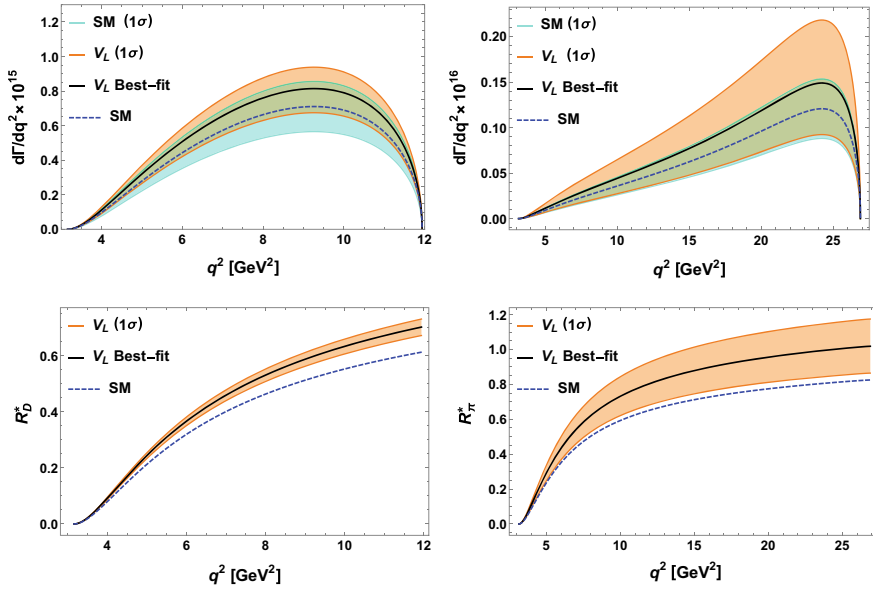 SM (1σ)
V_L (1σ)
V_L Best-fit
SM
dΓ/dq² × 10¹⁵
1.2
1.0
0.8
0.6
0.4
0.2
0.0
4
6
8
10
12
q² [GeV²]
SM (1σ)
V_L (1σ)
V_L Best-fit
SM
dΓ/dq² × 10¹⁶
0.20
0.15
0.10
0.05
0.00
5
10
15
20
25
q² [GeV²]
V_L (1σ)
V_L Best-fit
SM
R*_D
0.6
0.4
0.2
0.0
4
6
8
10
12
q² [GeV²]
V_L (1σ)
V_L Best-fit
SM
R*_π
1.2
1.0
0.8
0.6
0.4
0.2
0.0
5
10
15
20
25
q² [GeV²]